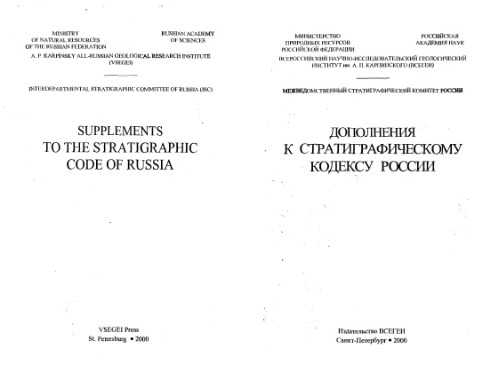 MINISTRY
OF NATURAL RESOURCES
OF THE RUSSIAN FEDERATION
RUSSIAN ACADEMY
OF SCIENCES
A. P. KARPINSKY ALL-RUSSIAN GEOLOGICAL RESEARCH INSTITUTE
(VSEGEI)
INTERDEPARTMENTAL STRATIGRAPHIC COMMITTEE OF RUSSIA (ISC)
SUPPLEMENTS
TO THE STRATIGRAPHIC
CODE OF RUSSIA
VSEGEI Press
St. Petersburg • 2000
МИНИСТЕРСТВО
ПРИРОДНЫХ РЕСУРСОВ
РОССИЙСКОЙ ФЕДЕРАЦИИ
РОССИЙСКАЯ
АКАДЕМИЯ НАУК
ВСЕРОССИЙСКИЙ НАУЧНО-ИССЛЕДОВАТЕЛЬСКИЙ ГЕОЛОГИЧЕСКИЙ
ИНСТИТУТ им. А. П. КАРПИНСКОГО (ВСЕГЕИ)
МЕЖВЕДОМСТВЕННЫЙ СТРАТИГРАФИЧЕСКИЙ КОМИТЕТ РОССИИ
ДОПОЛНЕНИЯ
К СТРАТИГРАФИЧЕСКОМУ
КОДЕКСУ РОССИИ
Издательство ВСЕГЕИ
Санкт-Петербург • 2000